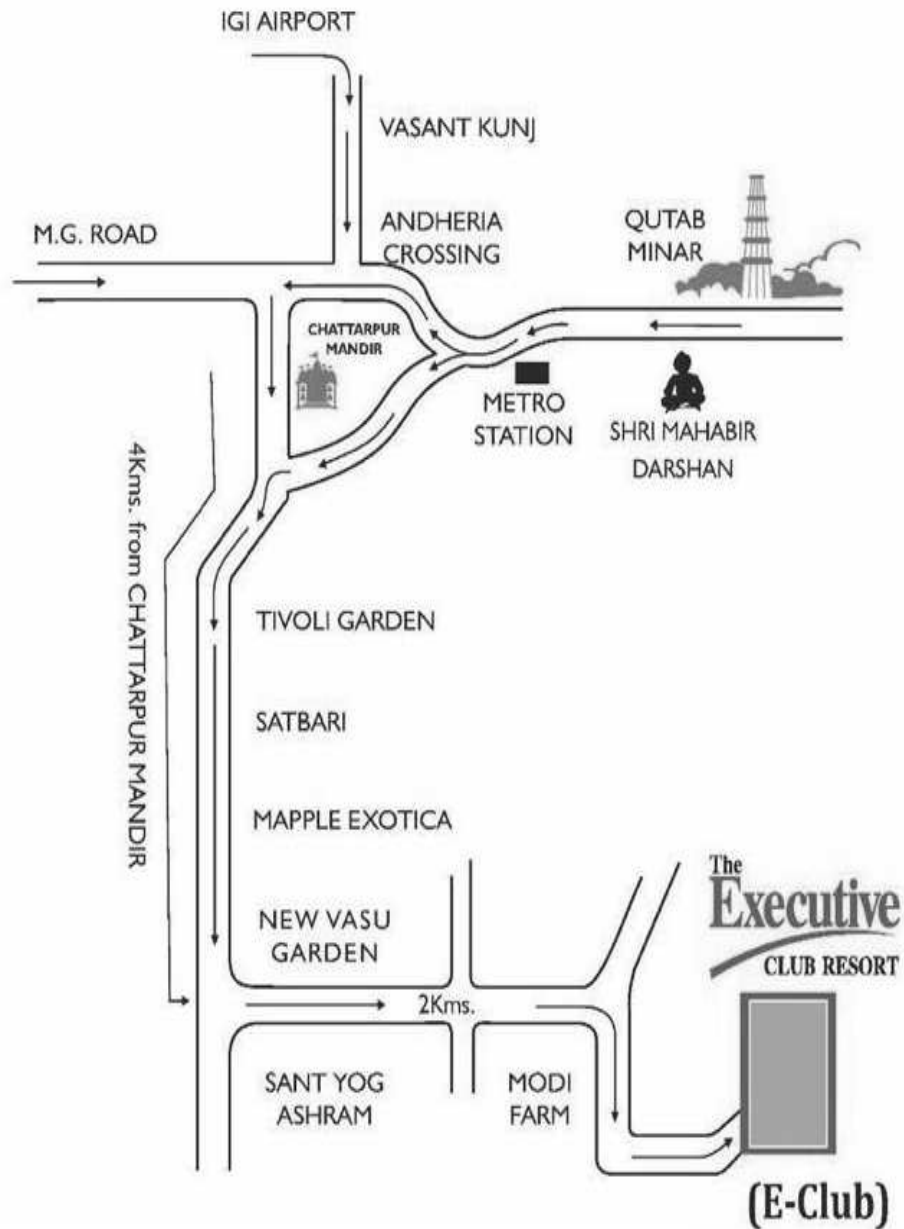 IGI AIRPORT
VASANT KUNJ
M.G. ROAD
ANDHERIA
CROSSING
QUTAB
MINAR
CHATTARPUR
MANDIR
METRO
STATION
SHRI MAHABIR
DARSHAN
4Kms. from CHATTARPUR MANDIR
TIVOLI GARDEN
SATBARI
MAPPLE EXOTICA
NEW VASU
GARDEN
2Kms.
SANT YOG
ASHRAM
MODI
FARM
The
Executive
CLUB RESORT
(E-Club)